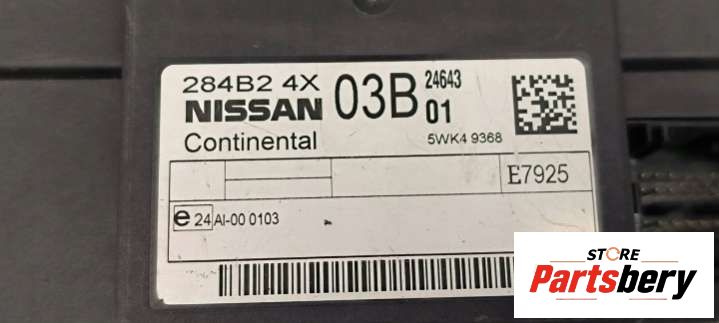 284B2 4X 03B 24643
NISSAN 01
Continental 5WK4 9368
E7925
e 24 AI-00 0103
STORE
Partsbery